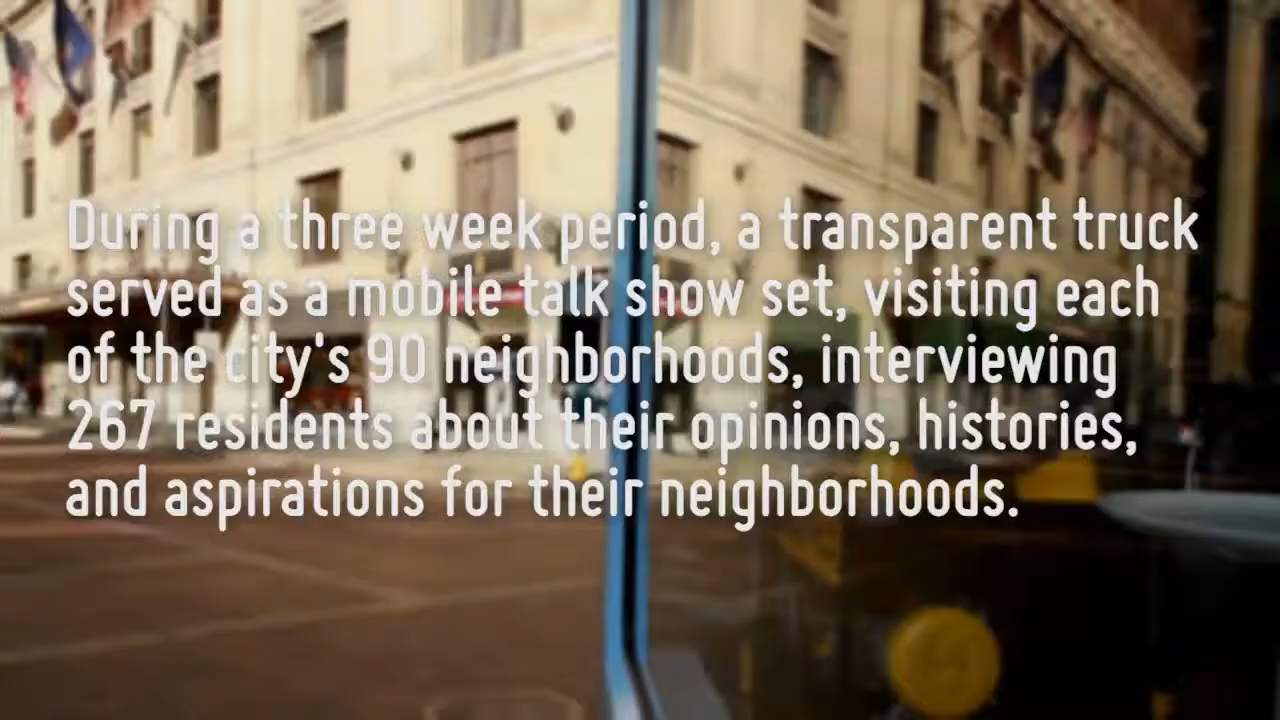 During a three week period, a transparent truck
served as a mobile talk show set, visiting each
of the city's 90 neighborhoods, interviewing
267 residents about their opinions, histories,
and aspirations for their neighborhoods.